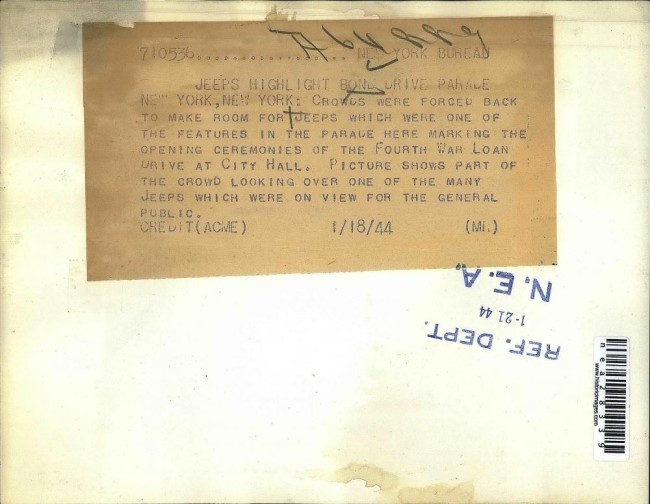 710536........................NEW YORK BUREAU
JEEPS HIGHLIGHT BOND DRIVE PARADE
NEW YORK, NEW YORK: CROWDS WERE FORCED BACK
TO MAKE ROOM FOR JEEPS WHICH WERE ONE OF
THE FEATURES IN THE PARADE HERE MARKING THE
OPENING CEREMONIES OF THE FOURTH WAR LOAN
DRIVE AT CITY HALL. PICTURE SHOWS PART OF
THE CROWD LOOKING OVER ONE OF THE MANY
JEEPS WHICH WERE ON VIEW FOR THE GENERAL
PUBLIC.
CREDIT(ACME) 1/18/44 (MI.)
REF. DEPT.
1-21 44
N.E.A.
nea28339
www.historicimages.com